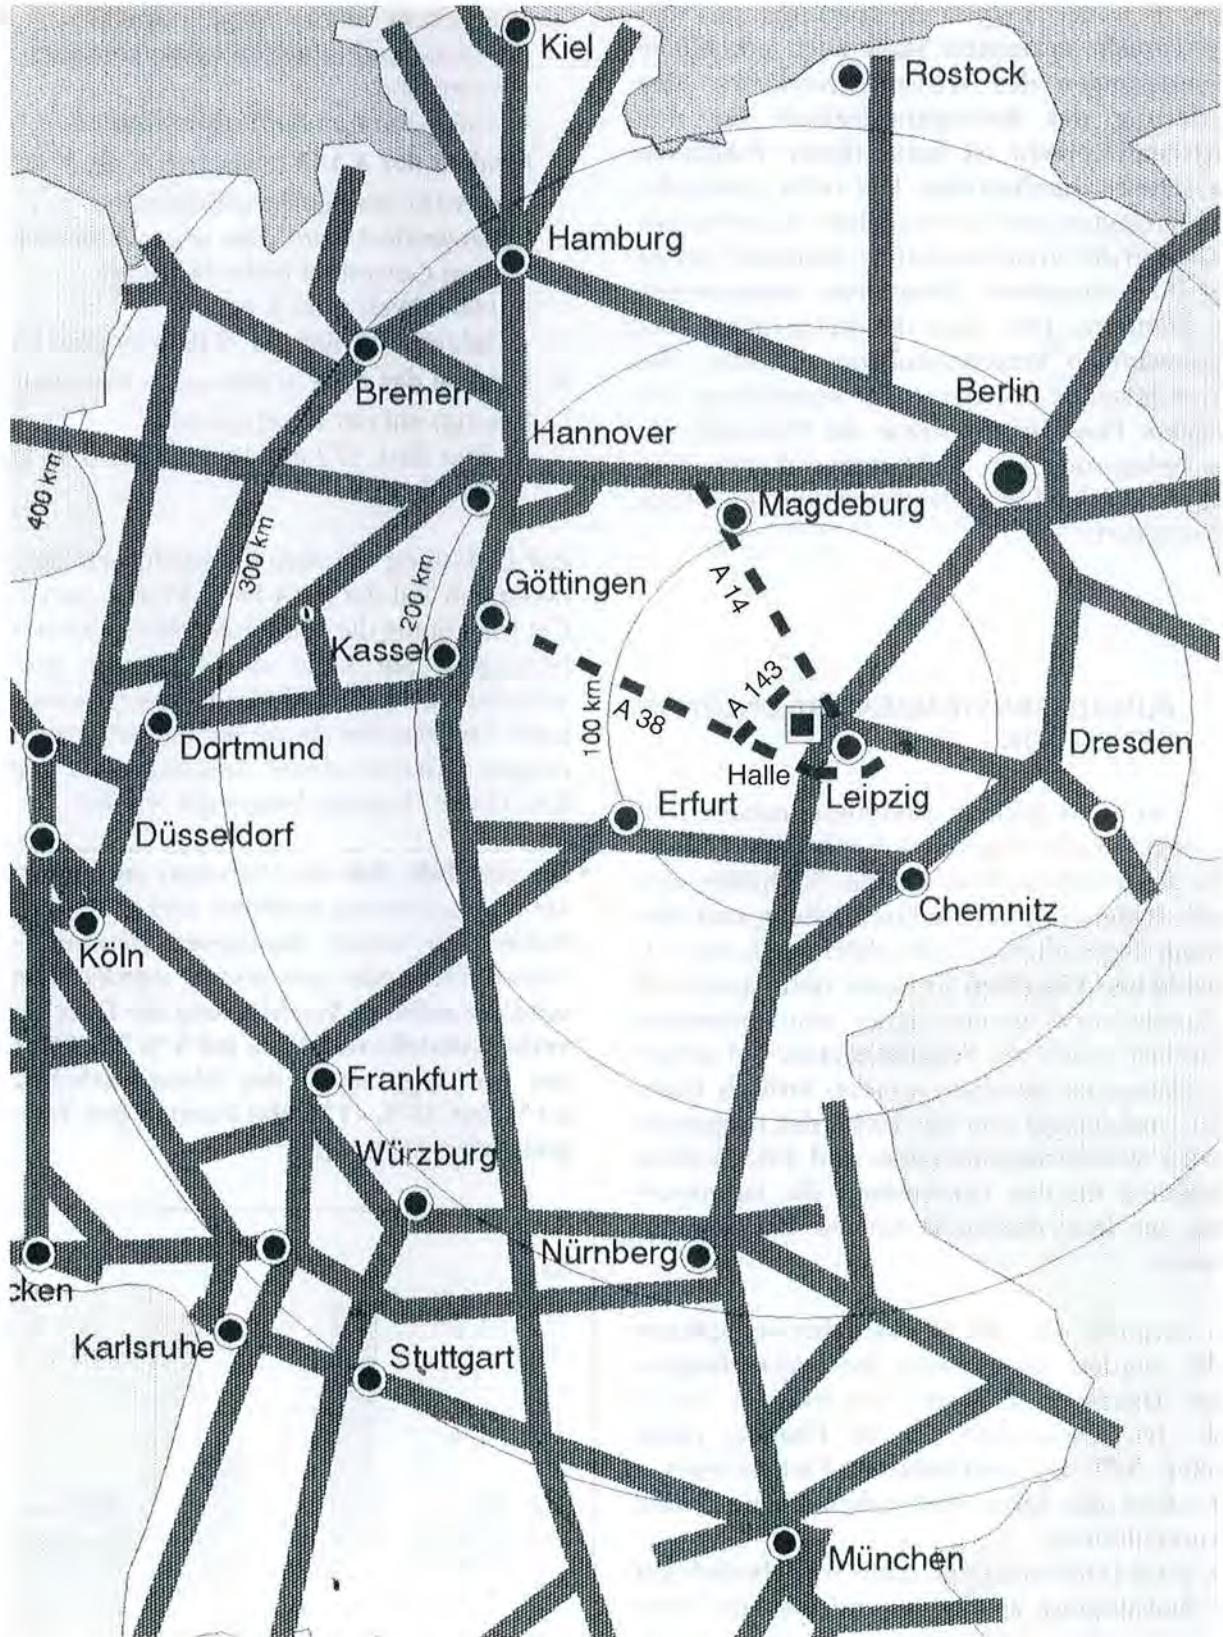 Kiel
Rostock
Hamburg
Bremen
Berlin
Hannover
400 km
300 km
200 km
Magdeburg
Göttingen
A 14
Kassel
A 143
100 km
A 38
Dortmund
Dresden
Halle
Leipzig
Erfurt
Düsseldorf
Chemnitz
Köln
Frankfurt
Würzburg
Nürnberg
cken
Karlsruhe
Stuttgart
München